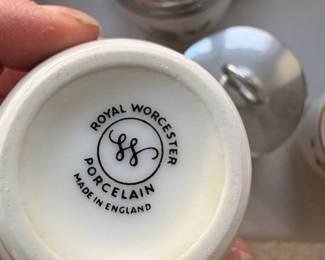 ROYAL WORCESTER
PORCELAIN
MADE IN ENGLAND